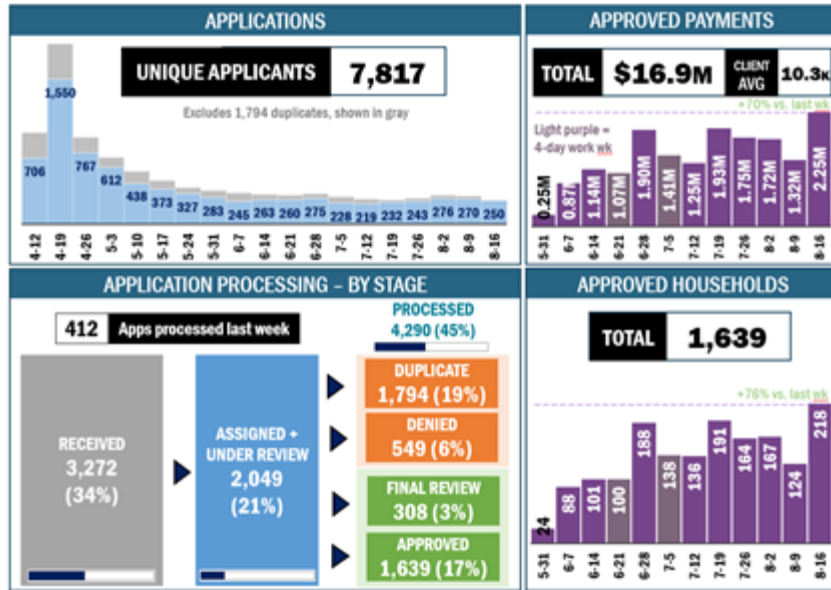 APPLICATIONS
UNIQUE APPLICANTS 7,817
Excludes 1,794 duplicates, shown in gray
706 1,550 767 612 438 373 327 283 245 263 260 275 228 219 232 243 276 270 250
4-12 4-19 4-26 5-3 5-10 5-17 5-24 5-31 6-7 6-14 6-21 6-28 7-5 7-12 7-19 7-26 8-2 8-9 8-16
APPROVED PAYMENTS
TOTAL $16.9M CLIENT AVG 10.3K
+70% vs. last wk
Light purple =
4-day work wk
0.25M 0.87M 1.14M 1.07M 1.90M 1.41M 1.25M 1.93M 1.75M 1.72M 1.32M 2.25M
5-31 6-7 6-14 6-21 6-28 7-5 7-12 7-19 7-26 8-2 8-9 8-16
APPLICATION PROCESSING – BY STAGE
412 Apps processed last week
PROCESSED
4,290 (45%)
RECEIVED
3,272
(34%)
ASSIGNED +
UNDER REVIEW
2,049
(21%)
DUPLICATE
1,794 (19%)
DENIED
549 (6%)
FINAL REVIEW
308 (3%)
APPROVED
1,639 (17%)
APPROVED HOUSEHOLDS
TOTAL 1,639
+76% vs. last wk
24 88 101 100 188 138 136 191 164 167 124 218
5-31 6-7 6-14 6-21 6-28 7-5 7-12 7-19 7-26 8-2 8-9 8-16